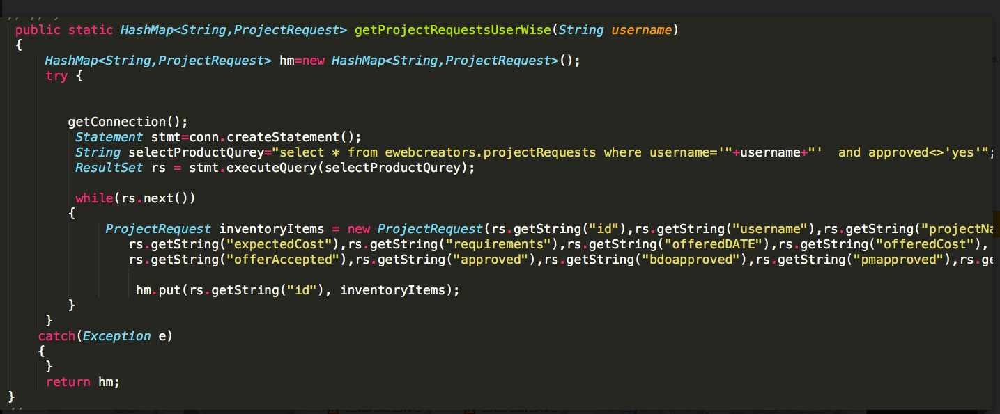 public static HashMap<String,ProjectRequest> getProjectRequestsUserWise(String username)
{
HashMap<String,ProjectRequest> hm=new HashMap<String,ProjectRequest>();
try {
getConnection();
Statement stmt=conn.createStatement();
String selectProductQurey="select * from ewebcreators.projectRequests where username='"+username+"'  and approved<>'yes'";
ResultSet rs = stmt.executeQuery(selectProductQurey);
while(rs.next())
{
ProjectRequest inventoryItems = new ProjectRequest(rs.getString("id"),rs.getString("username"),rs.getString("projectNa
rs.getString("expectedCost"),rs.getString("requirements"),rs.getString("offeredDATE"),rs.getString("offeredCost"),
rs.getString("offerAccepted"),rs.getString("approved"),rs.getString("bdoapproved"),rs.getString("pmapproved"),rs.ge
hm.put(rs.getString("id"), inventoryItems);
}
}
catch(Exception e)
{
}
return hm;
}